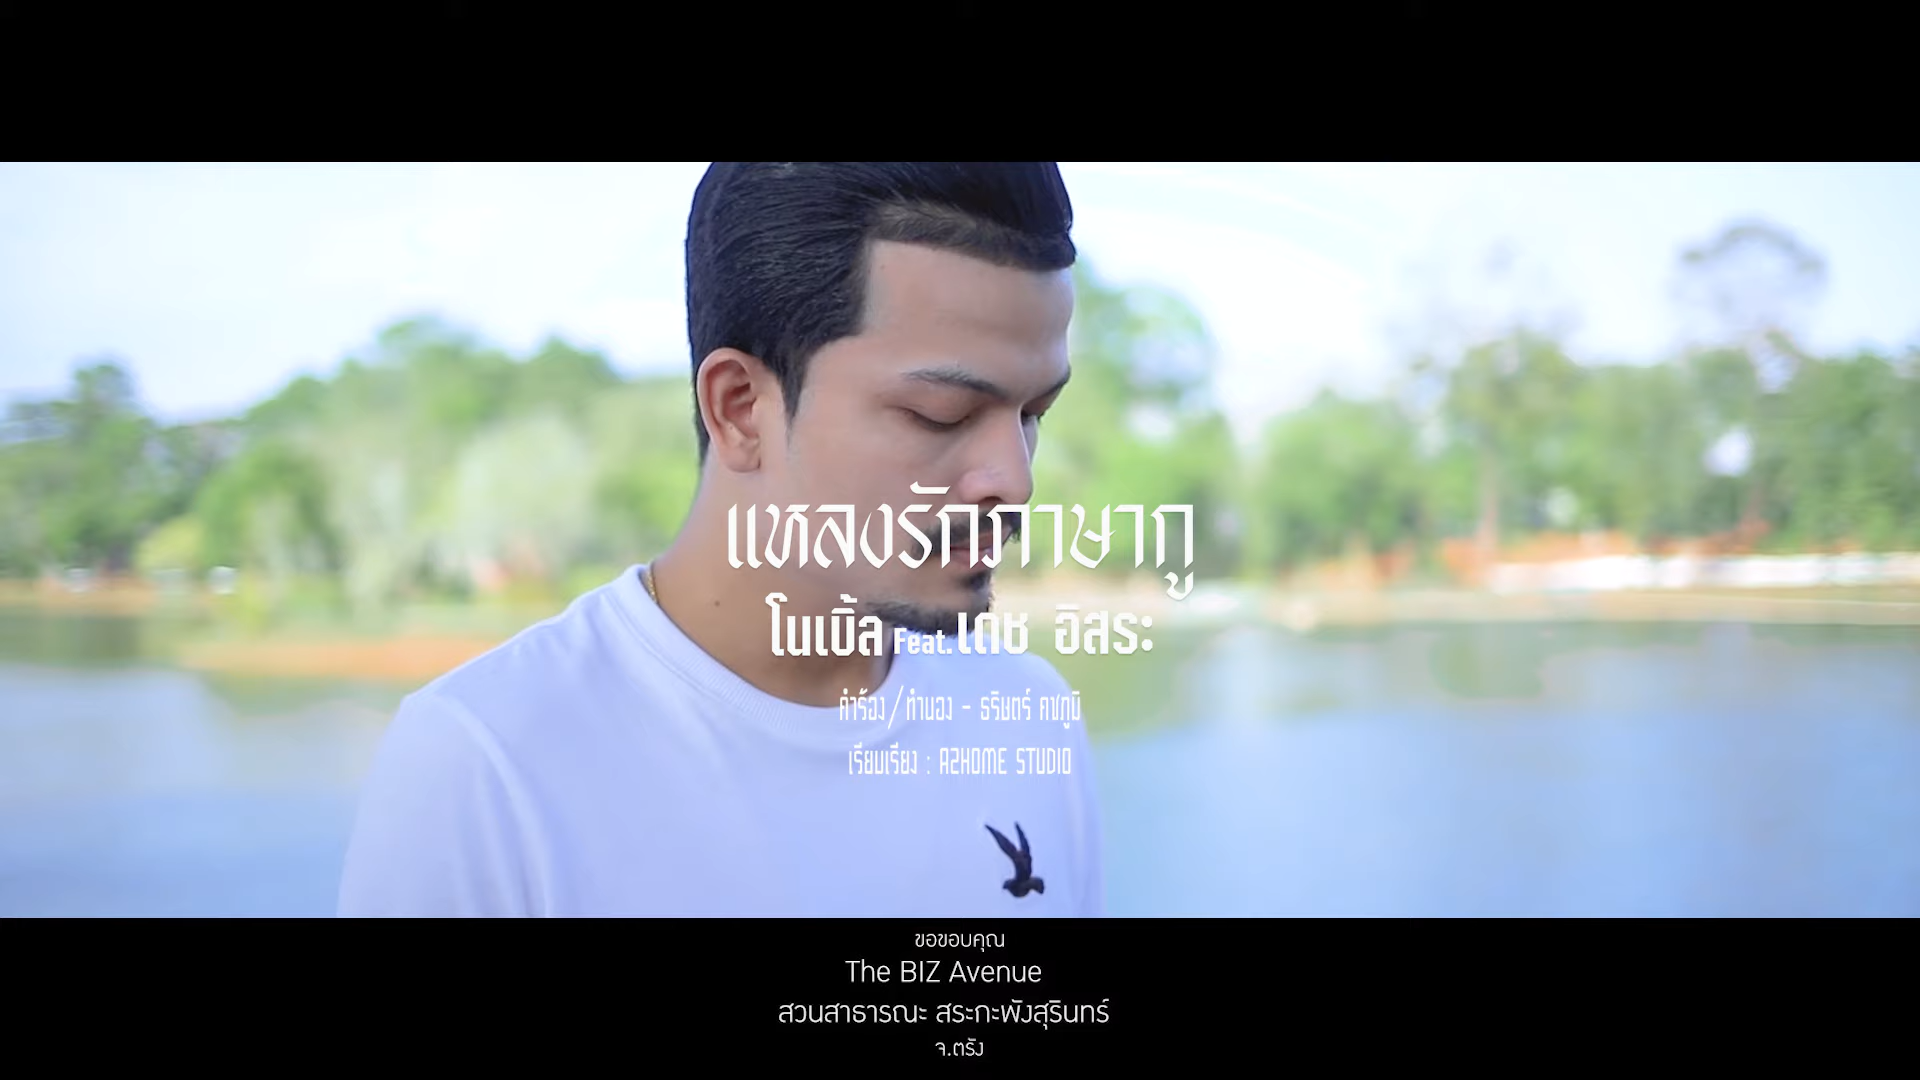 แหลงรักภาษากู
โนเบิ้ล Feat. เดช อิสระ
คำร้อง/ทำนอง - ธริษตร์ คชภูมิ
เรียบเรียง : A2HOME STUDIO
ขอขอบคุณ
The BIZ Avenue
สวนสาธารณะ สระกะพังสุรินทร์
จ.ตรัง